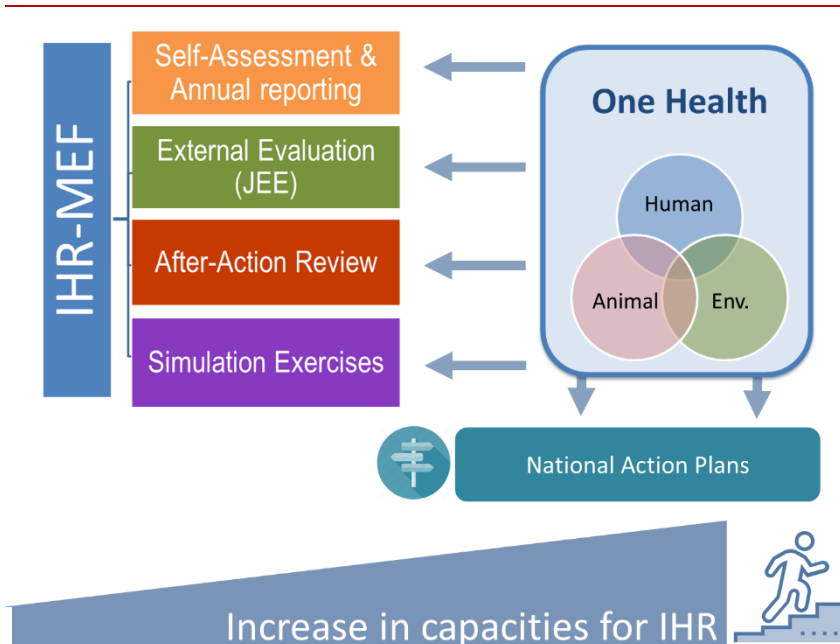 IHR-MEF
Self-Assessment &
Annual reporting
External Evaluation
(JEE)
After-Action Review
Simulation Exercises
One Health
Human
Animal
Env.
National Action Plans
Increase in capacities for IHR